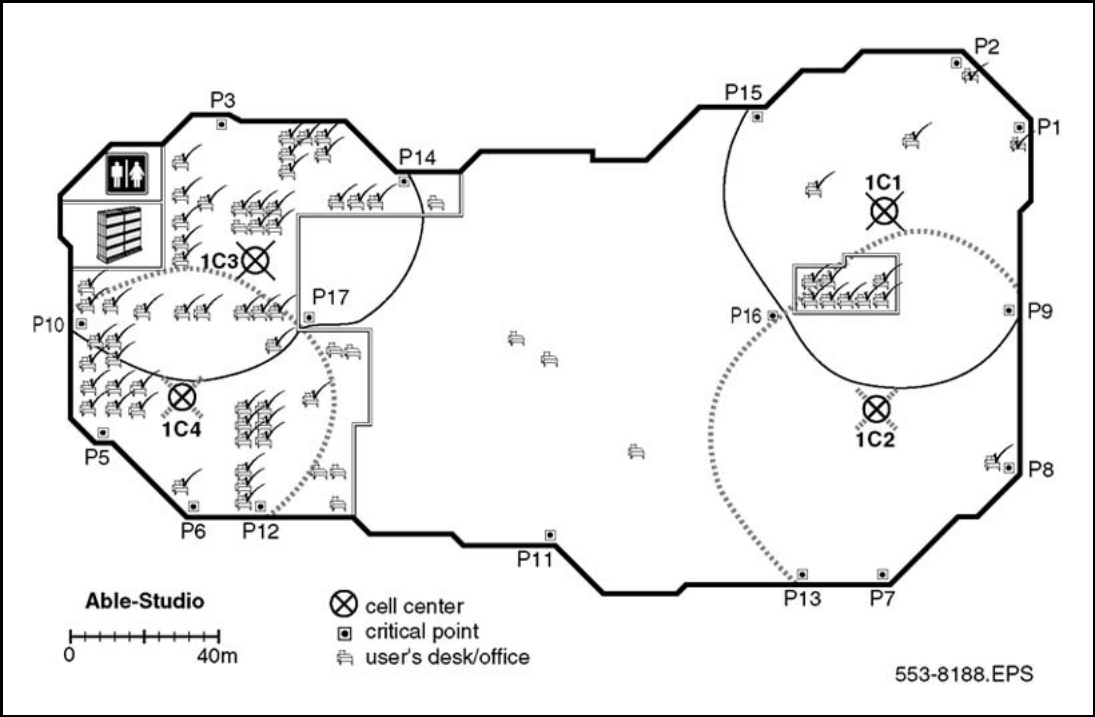 P2
P15
P1
P3
P14
1C1
1C3
P17
P10
P16
P9
1C4
1C2
P5
P8
P6
P12
P11
P13
P7
Able-Studio
0 40m
cell center
critical point
user's desk/office
553-8188.EPS